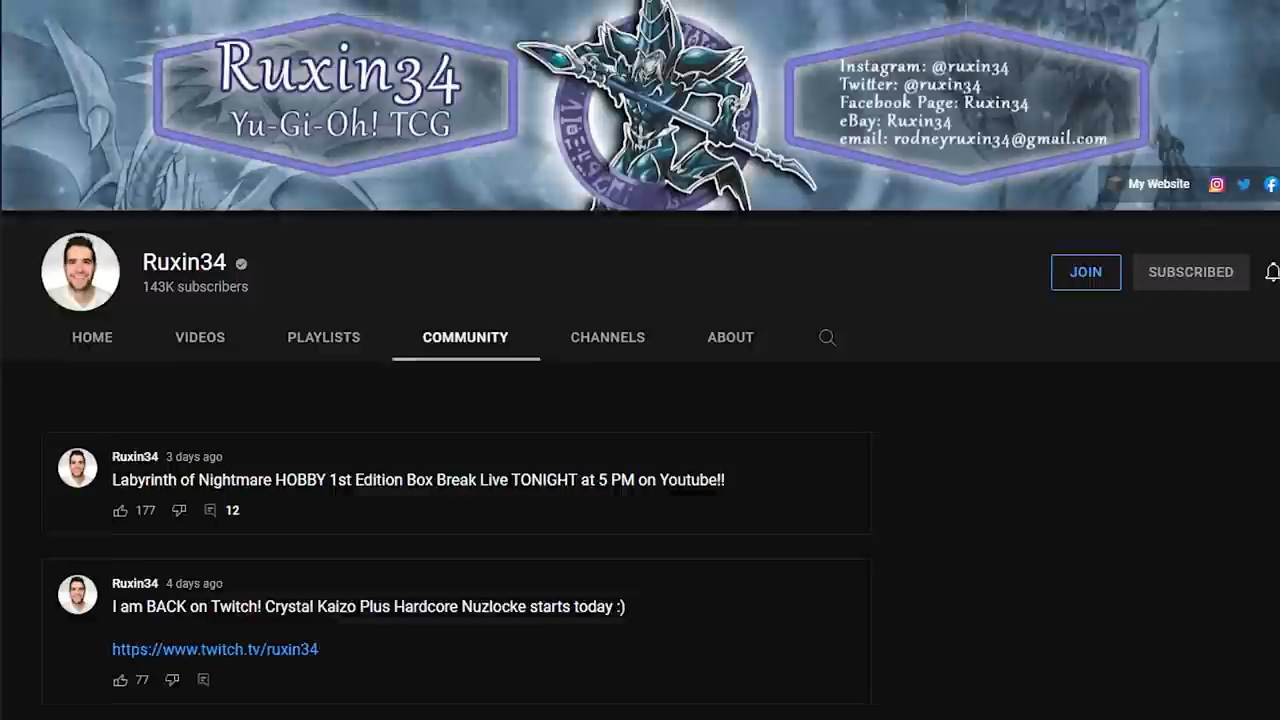 Ruxin34
Yu-Gi-Oh! TCG
Instagram: @ruxin34
Twitter: @ruxin34
Facebook Page: Ruxin34
eBay: Ruxin34
email: rodneyruxin34@gmail.com
My Website
Ruxin34
143K subscribers
JOIN
SUBSCRIBED
HOME
VIDEOS
PLAYLISTS
COMMUNITY
CHANNELS
ABOUT
Ruxin34 3 days ago
Labyrinth of Nightmare HOBBY 1st Edition Box Break Live TONIGHT at 5 PM on Youtube!!
177 12
Ruxin34 4 days ago
I am BACK on Twitch! Crystal Kaizo Plus Hardcore Nuzlocke starts today :)
https://www.twitch.tv/ruxin34
77